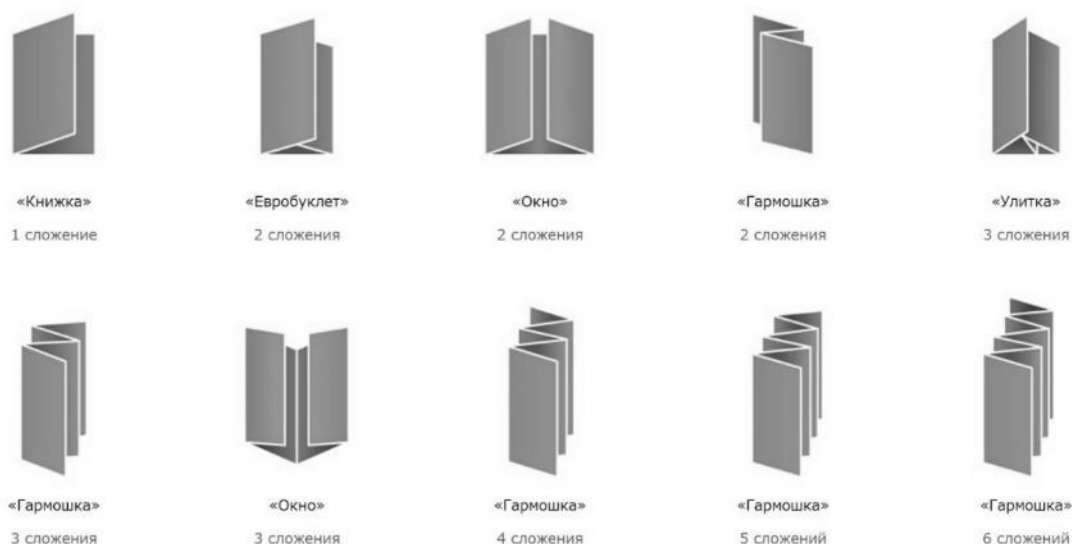 «Книжка»
«Евробуклет»
«Окно»
«Гармошка»
«Улитка»
1 сложение
2 сложения
2 сложения
2 сложения
3 сложения
«Гармошка»
«Окно»
«Гармошка»
«Гармошка»
«Гармошка»
3 сложения
3 сложения
4 сложения
5 сложений
6 сложений